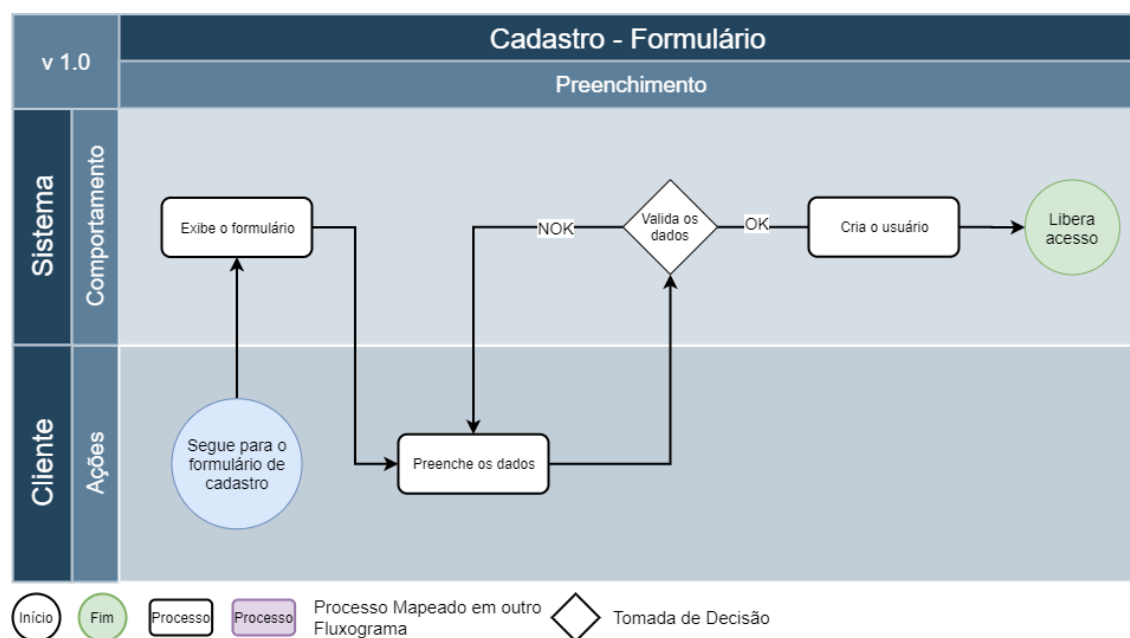 v 1.0
Cadastro - Formulário
Preenchimento
Sistema
Comportamento
Exibe o formulário
NOK
Valida os
dados
OK
Cria o usuário
Libera
acesso
Cliente
Ações
Segue para o
formulário de
cadastro
Preenche os dados
Início
Fim
Processo
Processo
Processo Mapeado em outro
Fluxograma
Tomada de Decisão